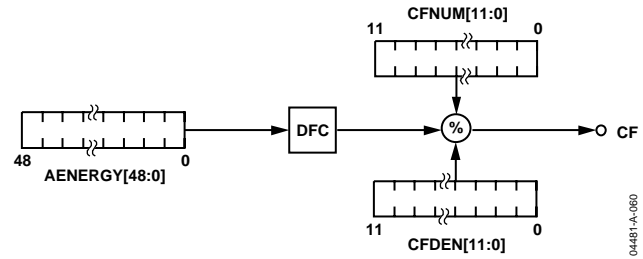 CFNUM[11:0]
11 0
DFC % CF
48 0
AENERGY[48:0]
11 0
CFDEN[11:0]
04481-A-060